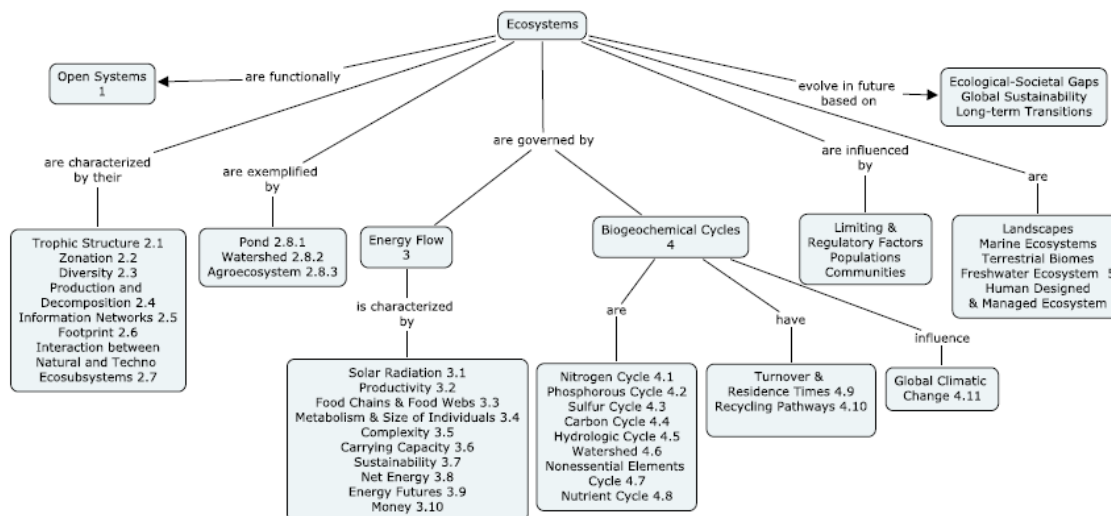 Ecosystems
Open Systems
1
are functionally
evolve in future
based on
Ecological-Societal Gaps
Global Sustainability
Long-term Transitions
are characterized
by their
are exemplified
by
are governed by
are influenced
by
are
Trophic Structure 2.1
Zonation 2.2
Diversity 2.3
Production and
Decomposition 2.4
Information Networks 2.5
Footprint 2.6
Interaction between
Natural and Techno
Ecosubsystems 2.7
Pond 2.8.1
Watershed 2.8.2
Agroecosystem 2.8.3
Energy Flow
3
Biogeochemical Cycles
4
Limiting &
Regulatory Factors
Populations
Communities
Landscapes
Marine Ecosystems
Terrestrial Biomes
Freshwater Ecosystem 5
Human Designed
& Managed Ecosystem
is characterized
by
are
have
influence
Solar Radiation 3.1
Productivity 3.2
Food Chains & Food Webs 3.3
Metabolism & Size of Individuals 3.4
Complexity 3.5
Carrying Capacity 3.6
Sustainability 3.7
Net Energy 3.8
Energy Futures 3.9
Money 3.10
Nitrogen Cycle 4.1
Phosphorous Cycle 4.2
Sulfur Cycle 4.3
Carbon Cycle 4.4
Hydrologic Cycle 4.5
Watershed 4.6
Nonessential Elements
Cycle 4.7
Nutrient Cycle 4.8
Turnover &
Residence Times 4.9
Recycling Pathways 4.10
Global Climatic
Change 4.11